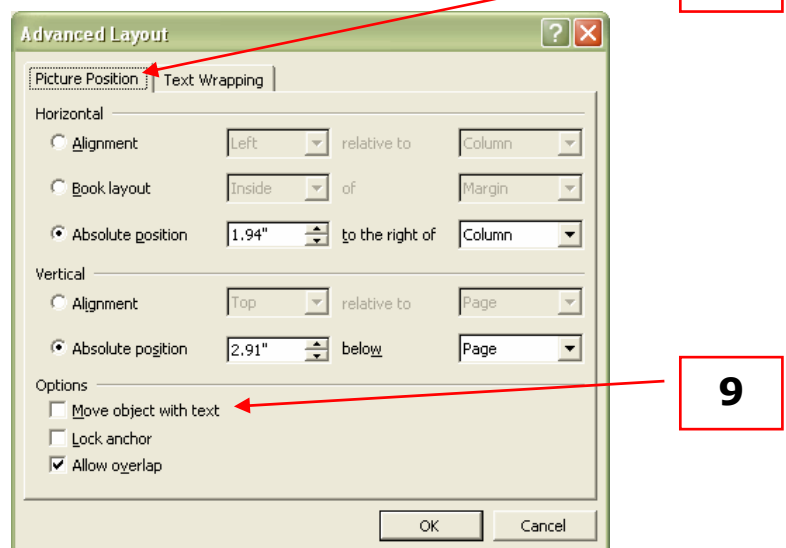 Advanced Layout
Picture Position Text Wrapping
Horizontal
Alignment Left relative to Column
Book layout Inside of Margin
Absolute position 1.94" to the right of Column
Vertical
Alignment Top relative to Page
Absolute position 2.91" below Page
Options
Move object with text
9
Lock anchor
Allow overlap
OK Cancel